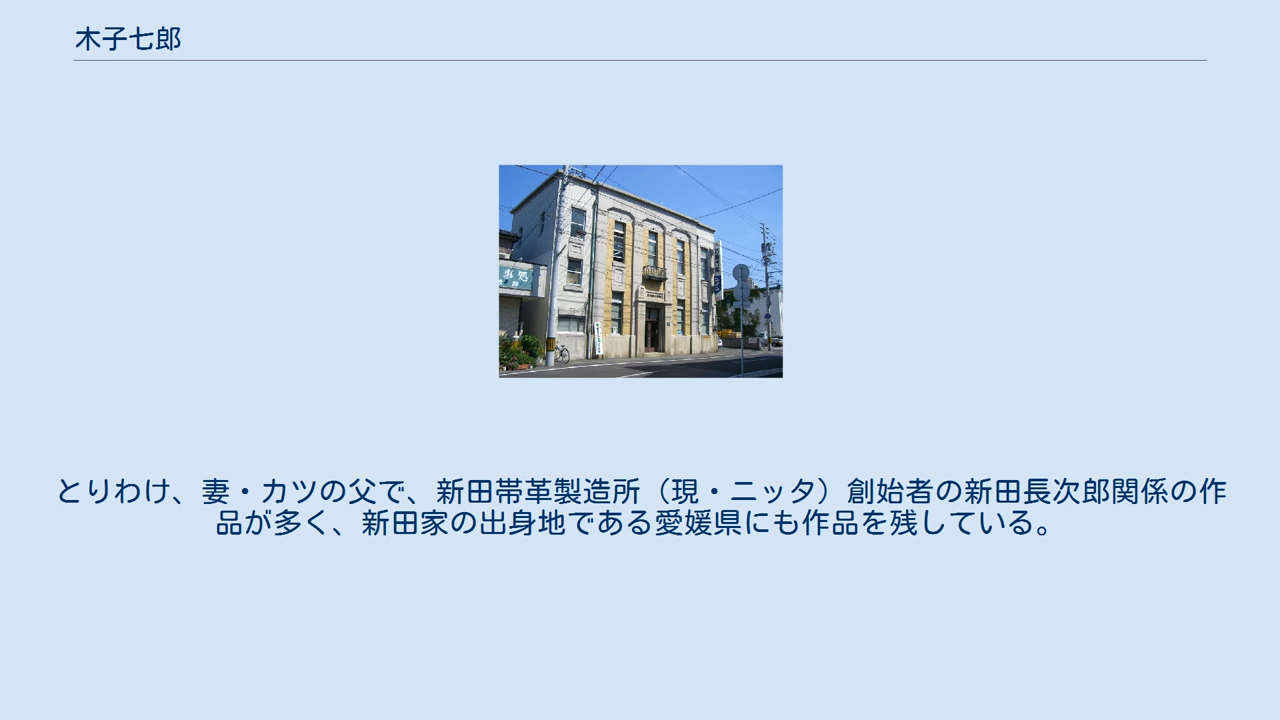 木子七郎
とりわけ、妻・カツの父で、新田帯革製造所（現・ニッタ）創始者の新田長次郎関係の作
品が多く、新田家の出身地である愛媛県にも作品を残している。